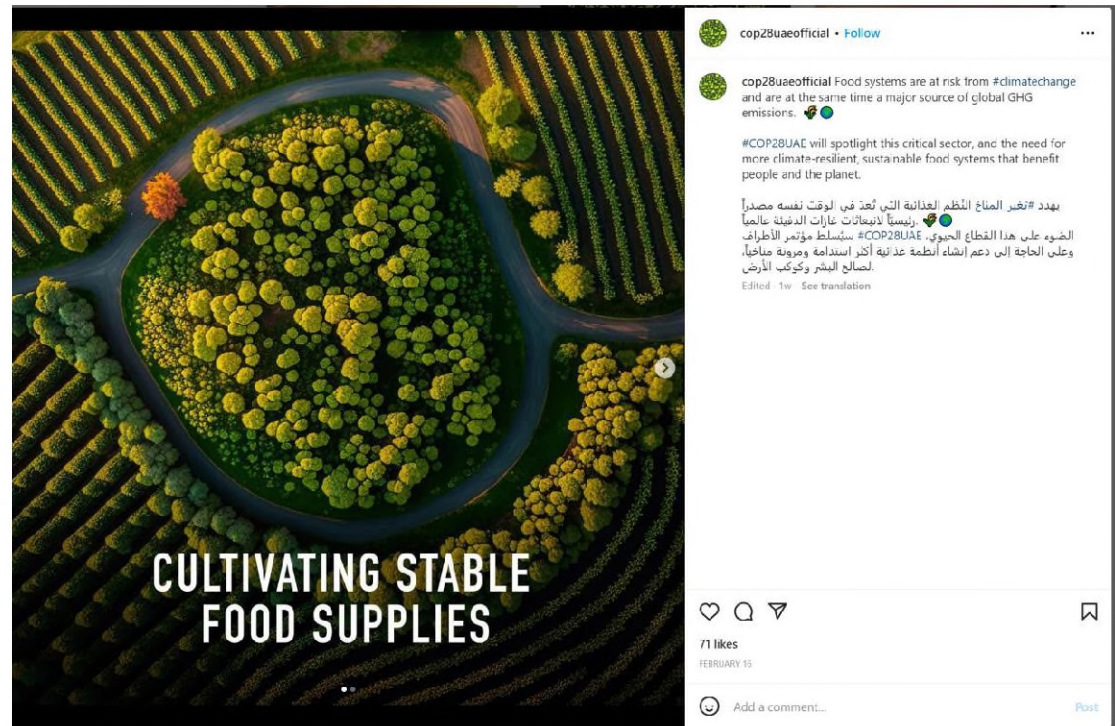 CULTIVATING STABLE
FOOD SUPPLIES
cop28uaeofficial • Follow
cop28uaeofficial Food systems are at risk from #climatechange
and are at the same time a major source of global GHG
emissions.
#COP28UAE will spotlight this critical sector, and the need for
more climate-resilient, sustainable food systems that benefit
people and the planet.
يهدد #تغير_المناخ النُظم الغذائية التي تُعدّ في الوقت نفسه مصدراً
رئيسياً لانبعاثات غازات الدفيئة عالمياً.
الضوء على هذا القطاع الحيوي، COP28UAE# سيُسلط مؤتمر الأطراف
وعلى الحاجة إلى دعم إنشاء أنظمة غذائية أكثر استدامة ومرونة مناخياً،
لصالح البشر وكوكب الأرض.
Edited · 1w See translation
71 likes
FEBRUARY 16
Add a comment...
Post